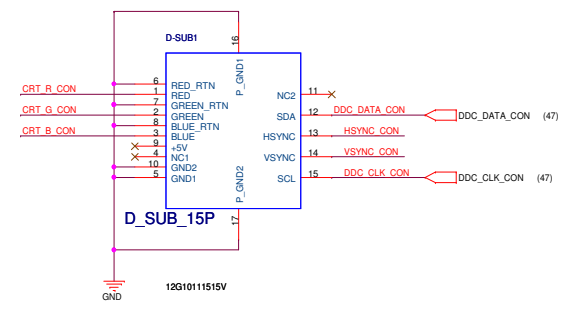 D-SUB1
16
P_GND1
6 RED_RTN
CRT_R_CON 1 RED
7 GREEN_RTN
CRT_G_CON 2 GREEN
8 BLUE_RTN
CRT_B_CON 3 BLUE
9 +5V
4 NC1
10 GND2
5 GND1
NC2 11
SDA 12 DDC_DATA_CON DDC_DATA_CON (47)
HSYNC 13 HSYNC_CON
VSYNC 14 VSYNC_CON
SCL 15 DDC_CLK_CON DDC_CLK_CON (47)
P_GND2
17
D_SUB_15P
12G10111515V
GND